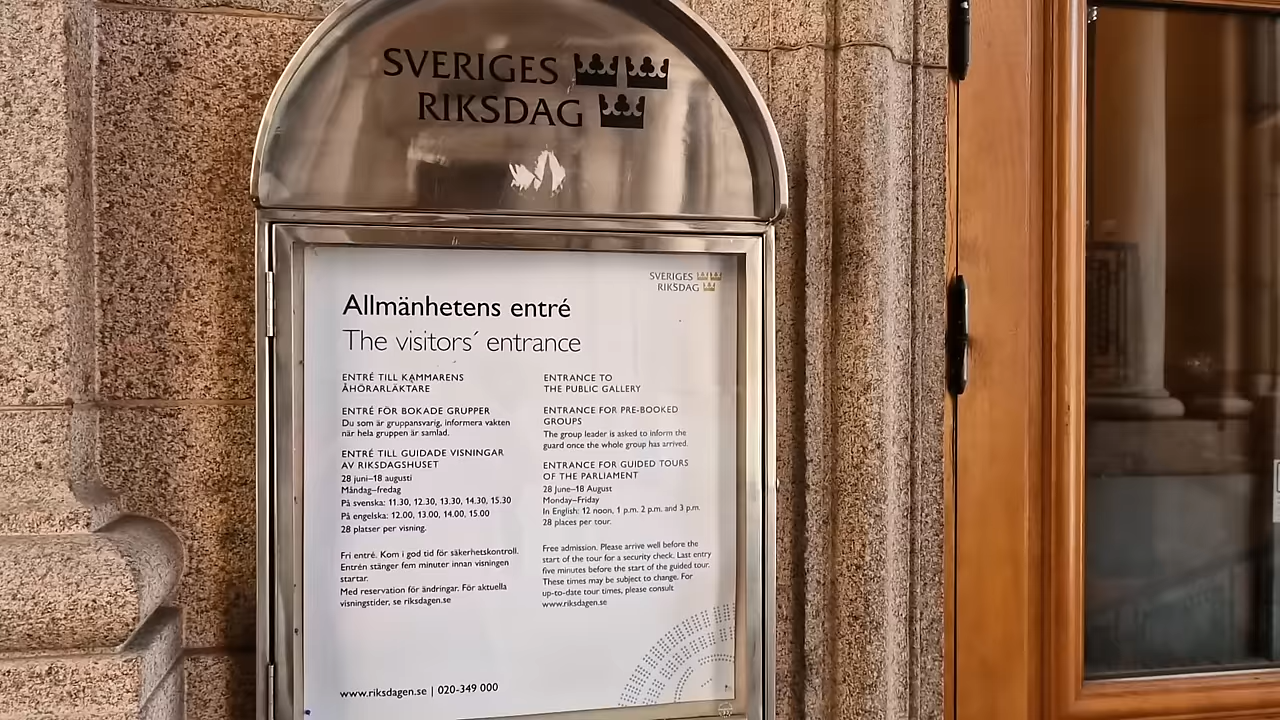 SVERIGES
RIKSDAG
SVERIGES
RIKSDAG
Allmänhetens entré
The visitors´ entrance
ENTRÉ TILL KAMMARENS
ÅHÖRARLÄKTARE
ENTRÉ FÖR BOKADE GRUPPER
Du som är gruppansvarig, informera vakten
när hela gruppen är samlad.
ENTRÉ TILL GUIDADE VISNINGAR
AV RIKSDAGSHUSET
28 juni–18 augusti
Måndag–fredag
På svenska: 11.30, 12.30, 13.30, 14.30, 15.30
På engelska: 12.00, 13.00, 14.00, 15.00
28 platser per visning.
Fri entré. Kom i god tid för säkerhetskontroll.
Entrén stänger fem minuter innan visningen
startar.
Med reservation för ändringar. För aktuella
visningstider, se riksdagen.se
ENTRANCE TO
THE PUBLIC GALLERY
ENTRANCE FOR PRE-BOOKED
GROUPS
The group leader is asked to inform the
guard once the whole group has arrived.
ENTRANCE FOR GUIDED TOURS
OF THE PARLIAMENT
28 June–18 August
Monday–Friday
In English: 12 noon, 1 p.m. 2 p.m. and 3 p.m.
28 places per tour.
Free admission. Please arrive well before the
start of the tour for a security check. Last entry
five minutes before the start of the guided tour.
These times may be subject to change. For
up-to-date tour times, please consult
www.riksdagen.se
www.riksdagen.se | 020-349 000